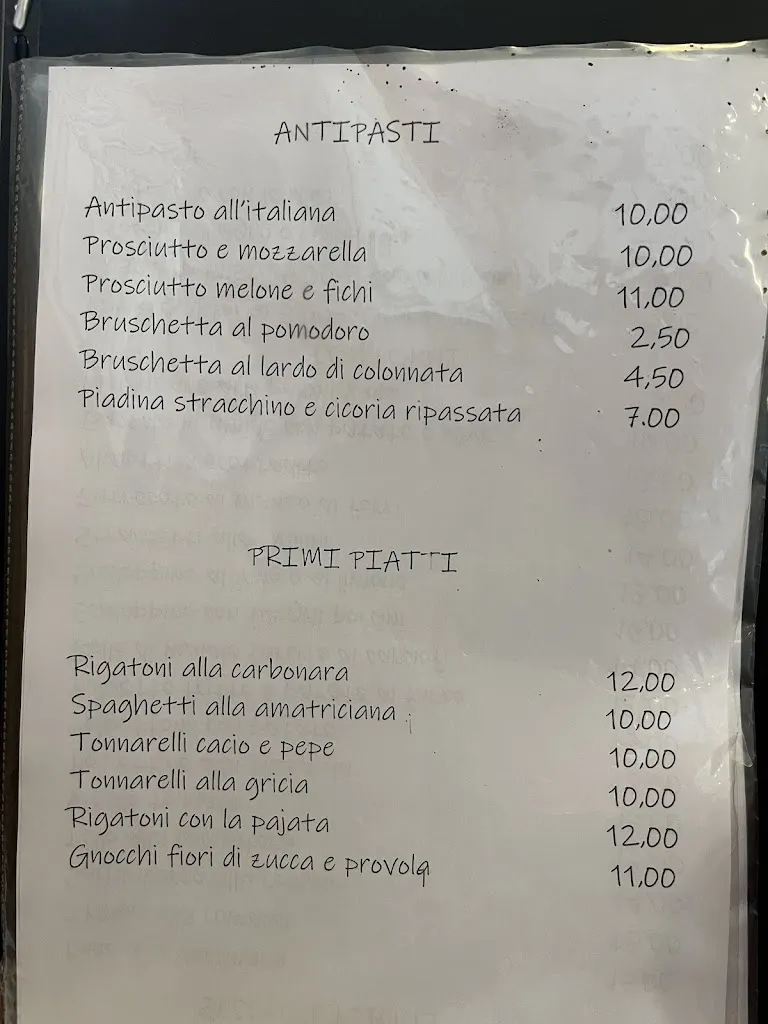 ANTIPASTI
Antipasto all'italiana 10,00
Prosciutto e mozzarella 10,00
Prosciutto melone e fichi 11,00
Bruschetta al pomodoro 2,50
Bruschetta al lardo di colonnata 4,50
Piadina stracchino e cicoria ripassata 7.00
PRIMI PIATTI
Rigatoni alla carbonara 12,00
Spaghetti alla amatriciana 10,00
Tonnarelli cacio e pepe 10,00
Tonnarelli alla gricia 10,00
Rigatoni con la pajata 12,00
Gnocchi fiori di zucca e provola 11,00